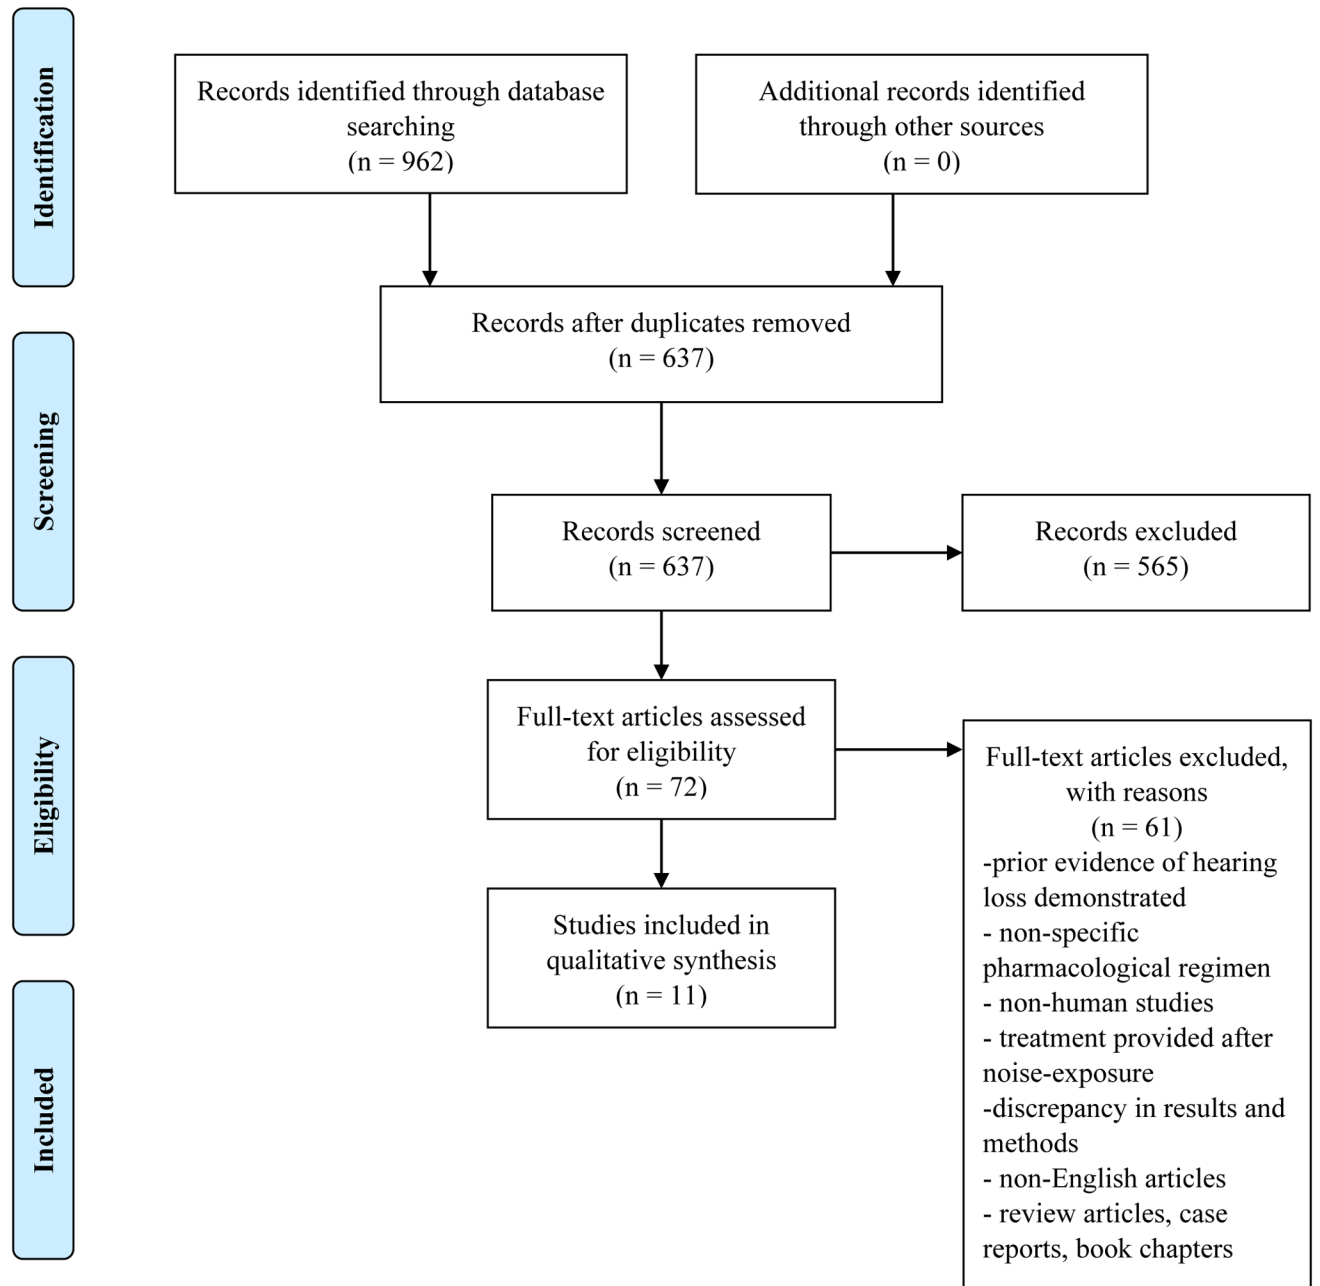 Identification
Records identified through database
searching
(n = 962)
Additional records identified
through other sources
(n = 0)
Records after duplicates removed
(n = 637)
Screening
Records screened
(n = 637)
Records excluded
(n = 565)
Eligibility
Full-text articles assessed
for eligibility
(n = 72)
Full-text articles excluded,
with reasons
(n = 61)
-prior evidence of hearing
loss demonstrated
- non-specific
pharmacological regimen
- non-human studies
- treatment provided after
noise-exposure
-discrepancy in results and
methods
- non-English articles
- review articles, case
reports, book chapters
Included
Studies included in
qualitative synthesis
(n = 11)